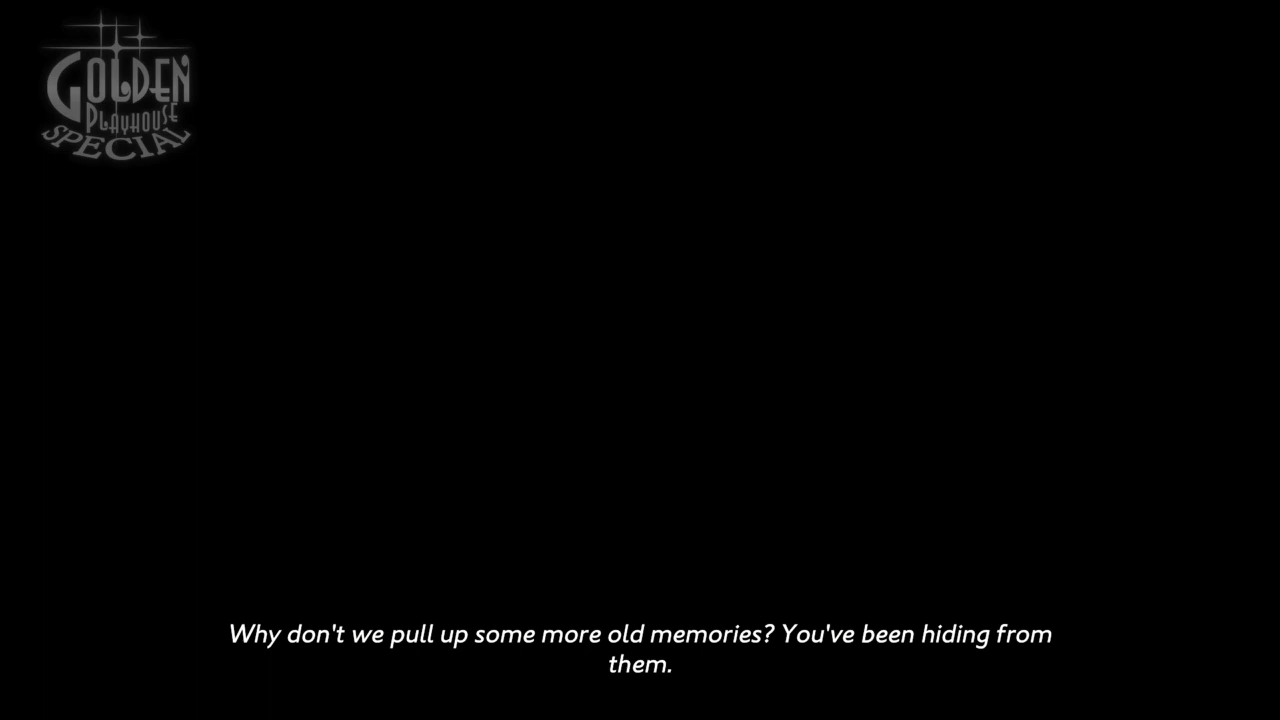 GOLDEN
PLAYHOUSE
SPECIAL
Why don't we pull up some more old memories? You've been hiding from
them.